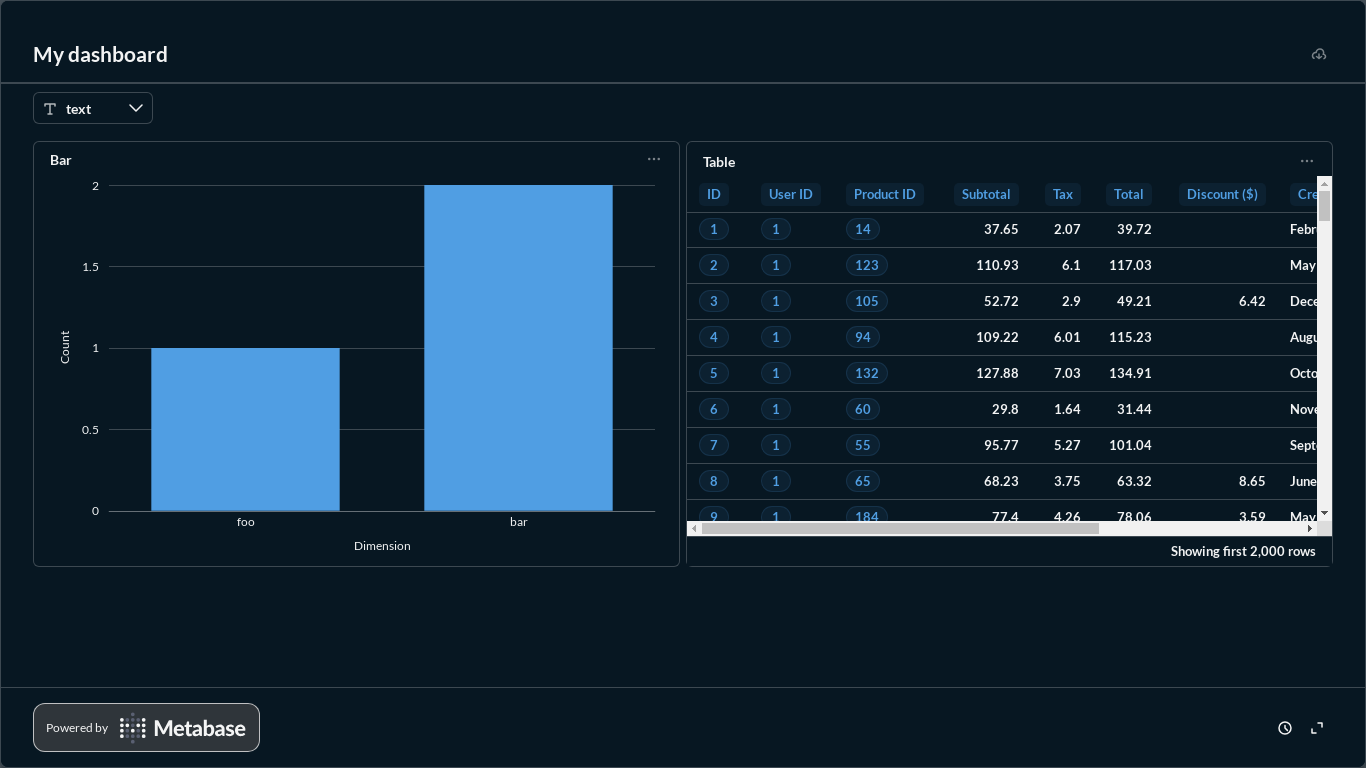 My dashboard
text
Bar
2
1.5
1
0.5
0
Count
foo bar
Dimension
Table
ID User ID Product ID Subtotal Tax Total Discount ($) Cre
1 1 14 37.65 2.07 39.72 Febru
2 1 123 110.93 6.1 117.03 May
3 1 105 52.72 2.9 49.21 6.42 Dece
4 1 94 109.22 6.01 115.23 Augu
5 1 132 127.88 7.03 134.91 Octo
6 1 60 29.8 1.64 31.44 Nove
7 1 55 95.77 5.27 101.04 Septe
8 1 65 68.23 3.75 63.32 8.65 June
9 1 184 77.4 4.26 78.06 3.59 May
Showing first 2,000 rows
Powered by Metabase